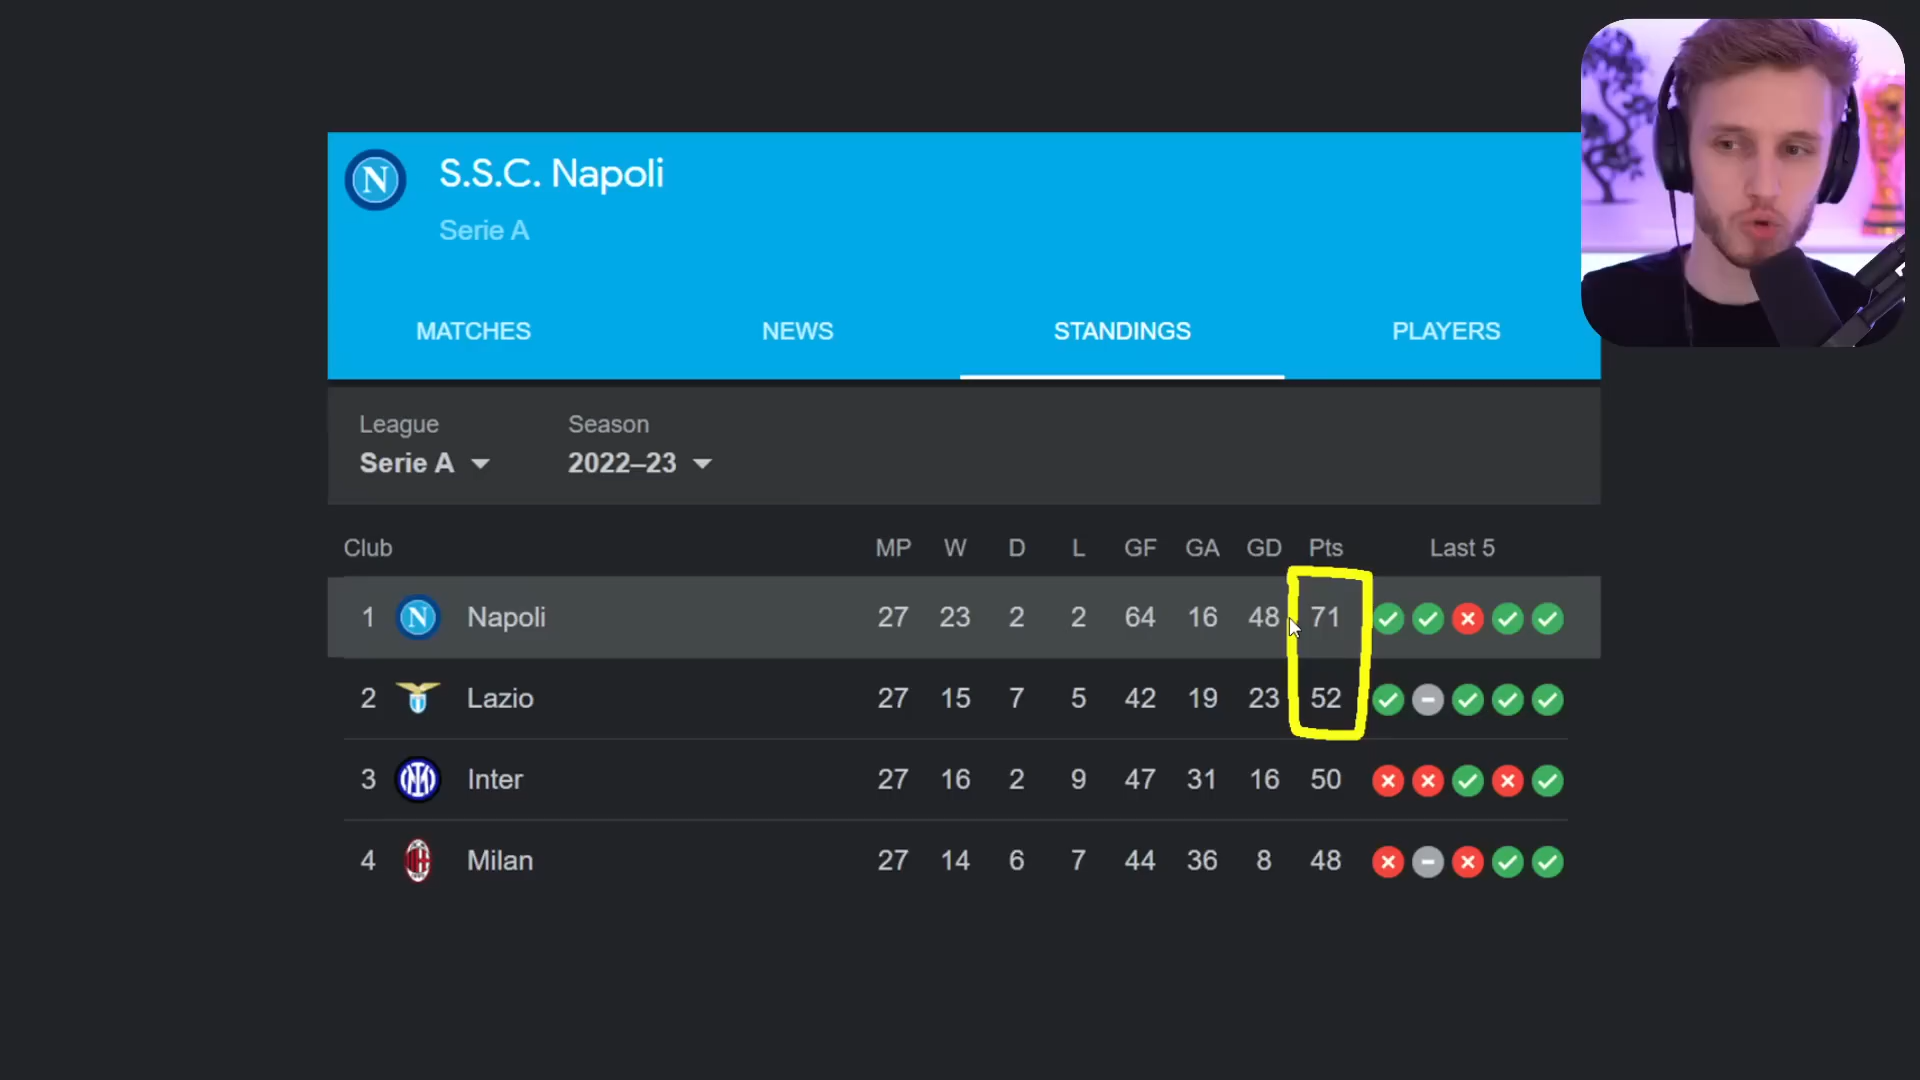 S.S.C. Napoli
Serie A
MATCHES NEWS STANDINGS PLAYERS
League Season
Serie A 2022–23
Club MP W D L GF GA GD Pts Last 5
1 N Napoli 27 23 2 2 64 16 48 71
2 Lazio 27 15 7 5 42 19 23 52
3 Inter 27 16 2 9 47 31 16 50
4 Milan 27 14 6 7 44 36 8 48